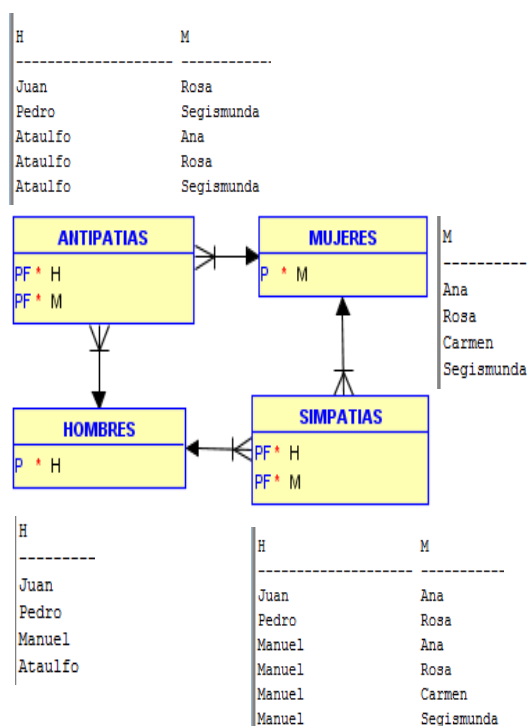 H M
--------------------- ------------
Juan Rosa
Pedro Segismunda
Ataulfo Ana
Ataulfo Rosa
Ataulfo Segismunda
ANTIPATIAS
PF * H
PF * M
MUJERES
P * M
M
-----------
Ana
Rosa
Carmen
Segismunda
HOMBRES
P * H
SIMPATIAS
PF * H
PF * M
H
----------
Juan
Pedro
Manuel
Ataulfo
H M
--------------------- -----------
Juan Ana
Pedro Rosa
Manuel Ana
Manuel Rosa
Manuel Carmen
Manuel Segismunda